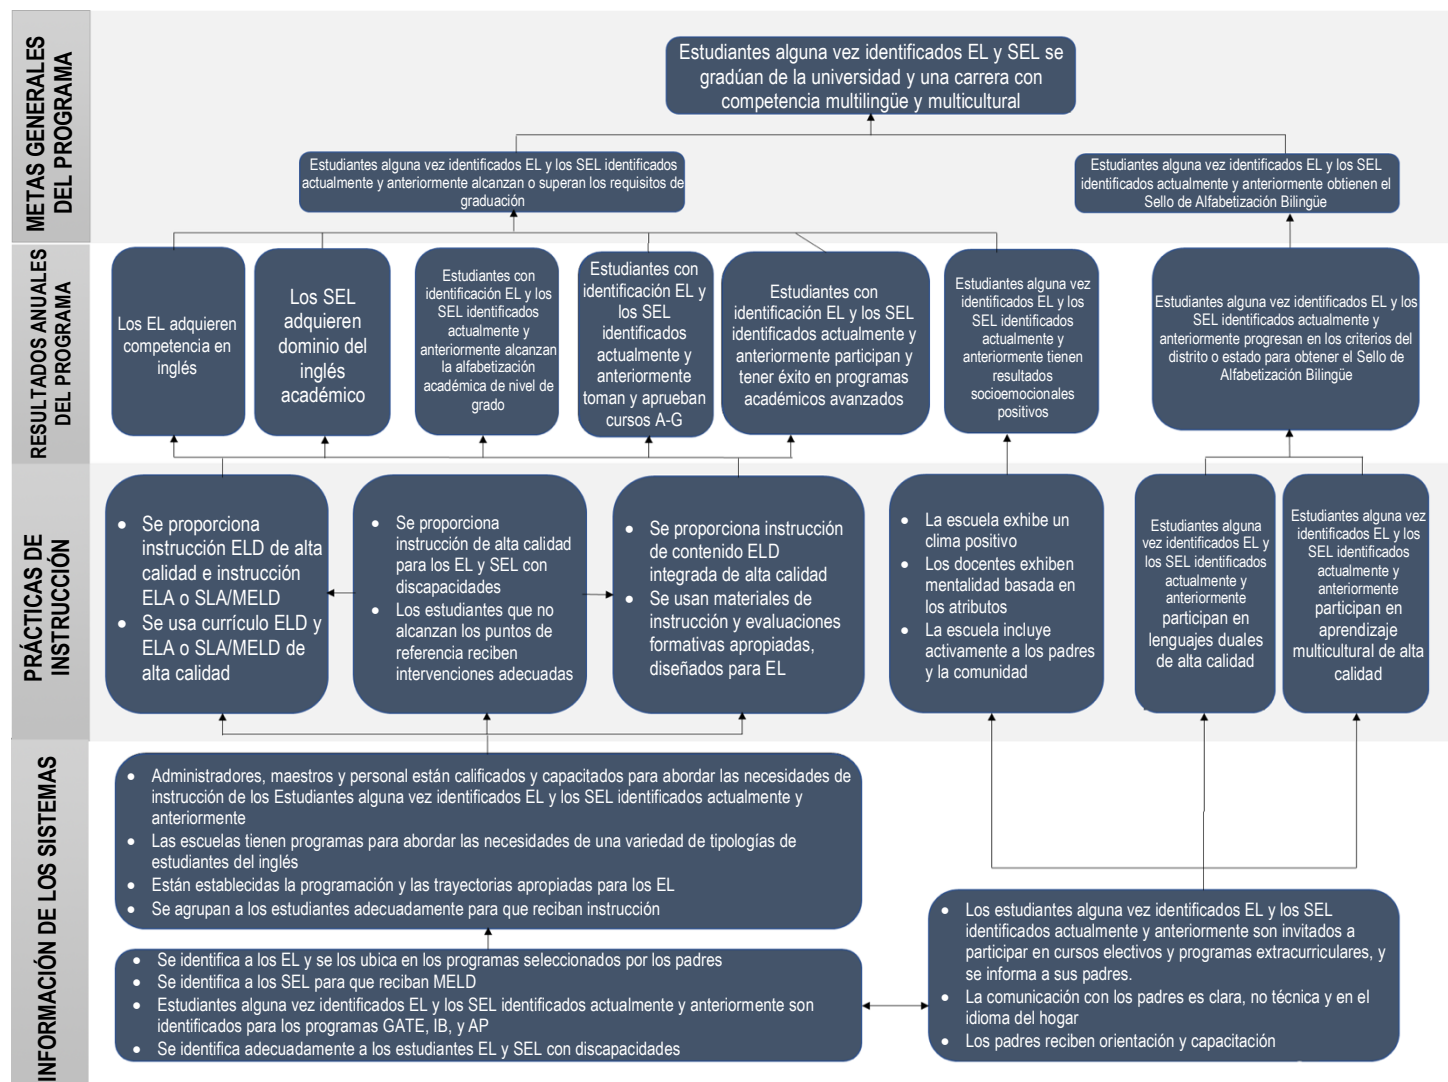 METAS GENERALES
DEL PROGRAMA
Estudiantes alguna vez identificados EL y SEL se
gradúan de la universidad y una carrera con
competencia multilingüe y multicultural
Estudiantes alguna vez identificados EL y los SEL identificados
actualmente y anteriormente alcanzan o superan los requisitos de
graduación
Estudiantes alguna vez identificados EL y los SEL
identificados actualmente y anteriormente obtienen el
Sello de Alfabetización Bilingüe
RESULTADOS ANUALES
DEL PROGRAMA
Los EL adquieren
competencia en
inglés
Los SEL
adquieren
dominio del
inglés
académico
Estudiantes con
identificación EL y los
SEL identificados
actualmente y
anteriormente alcanzan
la alfabetización
académica de nivel de
grado
Estudiantes con
identificación EL y
los SEL
identificados
actualmente y
anteriormente
toman y aprueban
cursos A-G
Estudiantes con
identificación EL y los SEL
identificados actualmente y
anteriormente participan y
tener éxito en programas
académicos avanzados
Estudiantes alguna vez
identificados EL y los
SEL identificados
actualmente y
anteriormente tienen
resultados
socioemocionales
positivos
Estudiantes alguna vez identificados EL y los
SEL identificados actualmente y
anteriormente progresan en los criterios del
distrito o estado para obtener el Sello de
Alfabetización Bilingüe
PRÁCTICAS DE
INSTRUCCIÓN
• Se proporciona
instrucción ELD de alta
calidad e instrucción
ELA o SLA/MELD
• Se usa currículo ELD y
ELA o SLA/MELD de
alta calidad
• Se proporciona
instrucción de alta calidad
para los EL y SEL con
discapacidades
• Los estudiantes que no
alcanzan los puntos de
referencia reciben
intervenciones adecuadas
• Se proporciona instrucción
de contenido ELD
integrada de alta calidad
• Se usan materiales de
instrucción y evaluaciones
formativas apropiadas,
diseñados para EL
• La escuela exhibe un
clima positivo
• Los docentes exhiben
mentalidad basada en
los atributos
• La escuela incluye
activamente a los padres
y la comunidad
Estudiantes alguna
vez identificados EL y
los SEL identificados
actualmente y
anteriormente
participan en
lenguajes duales
de alta calidad
Estudiantes alguna vez
identificados EL y los
SEL identificados
actualmente y
anteriormente
participan en
aprendizaje
multicultural de alta
calidad
INFORMACIÓN DE LOS SISTEMAS
• Administradores, maestros y personal están calificados y capacitados para abordar las necesidades de
instrucción de los Estudiantes alguna vez identificados EL y los SEL identificados actualmente y
anteriormente
• Las escuelas tienen programas para abordar las necesidades de una variedad de tipologías de
estudiantes del inglés
• Están establecidas la programación y las trayectorias apropiadas para los EL
• Se agrupan a los estudiantes adecuadamente para que reciban instrucción
• Se identifica a los EL y se los ubica en los programas seleccionados por los padres
• Se identifica a los SEL para que reciban MELD
• Estudiantes alguna vez identificados EL y los SEL identificados actualmente y anteriormente son
identificados para los programas GATE, IB, y AP
• Se identifica adecuadamente a los estudiantes EL y SEL con discapacidades
• Los estudiantes alguna vez identificados EL y los SEL
identificados actualmente y anteriormente son invitados a
participar en cursos electivos y programas extracurriculares, y
se informa a sus padres.
• La comunicación con los padres es clara, no técnica y en el
idioma del hogar
• Los padres reciben orientación y capacitación